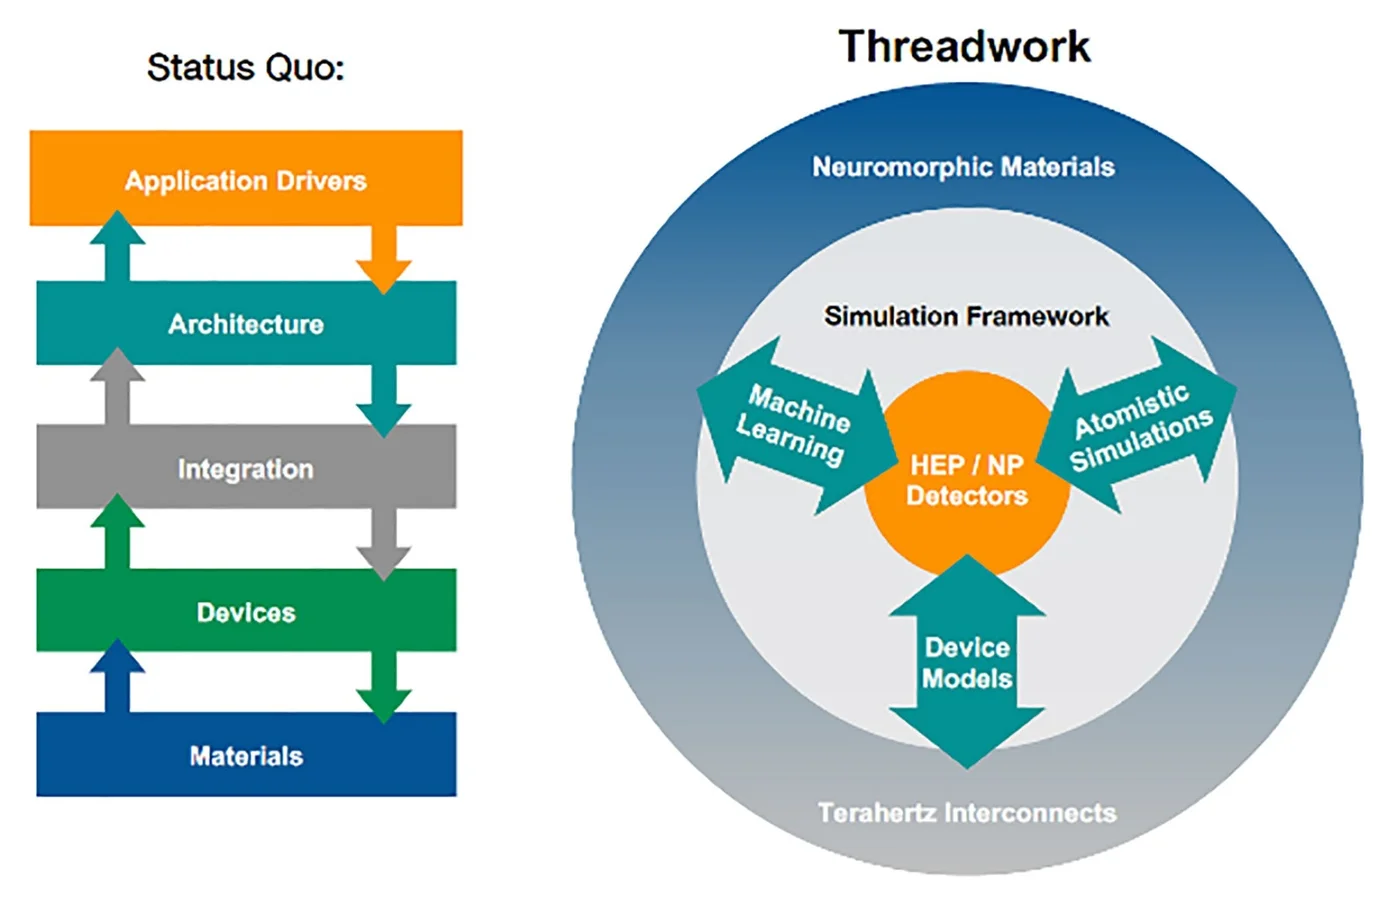 Status Quo:
Application Drivers
Architecture
Integration
Devices
Materials
Threadwork
Neuromorphic Materials
Simulation Framework
Machine
Learning
Atomistic
Simulations
HEP / NP
Detectors
Device
Models
Terahertz Interconnects